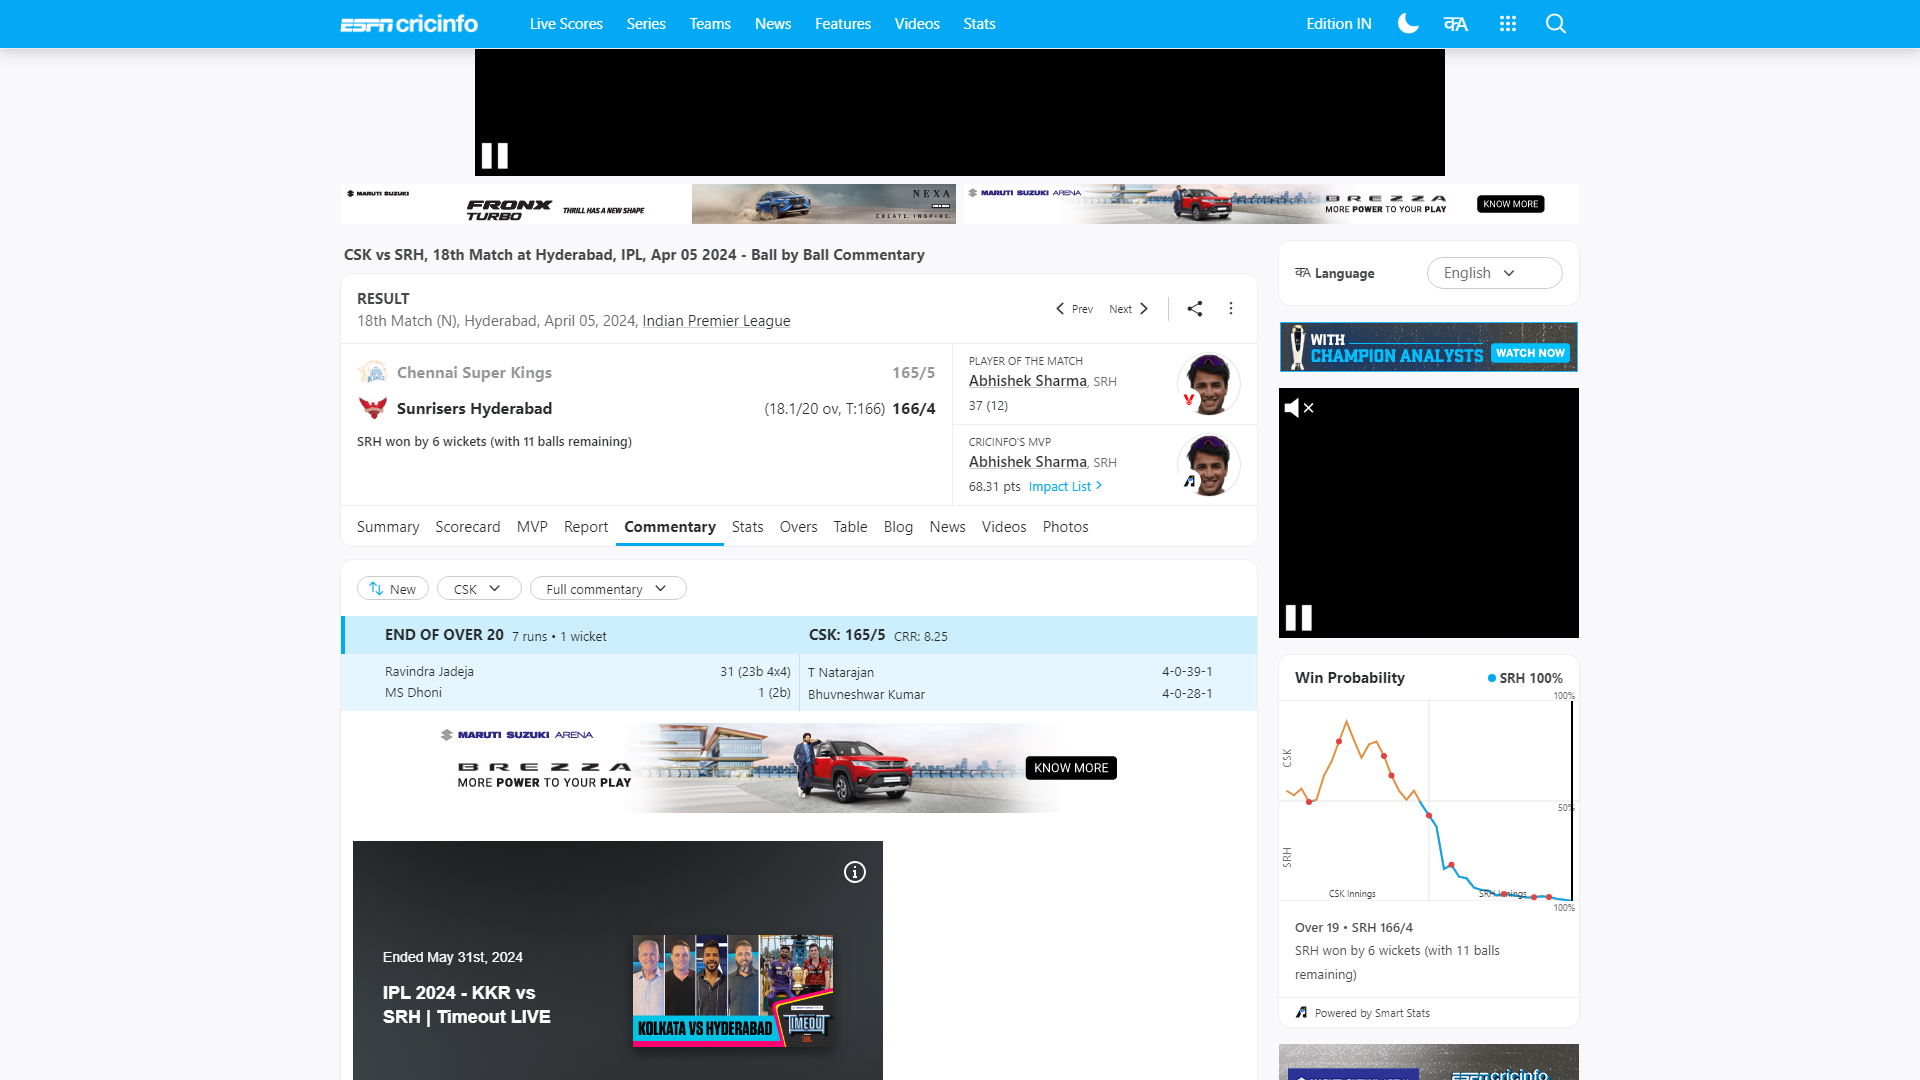 ESPN cricinfo
Live Scores
Series
Teams
News
Features
Videos
Stats
Edition IN
MARUTI SUZUKI
FRONX
TURBO
THRILL HAS A NEW SHAPE
NEXA
CREATE. INSPIRE.
MARUTI SUZUKI ARENA
BREZZA
MORE POWER TO YOUR PLAY
KNOW MORE
CSK vs SRH, 18th Match at Hyderabad, IPL, Apr 05 2024 - Ball by Ball Commentary
RESULT
18th Match (N), Hyderabad, April 05, 2024, Indian Premier League
Prev
Next
Chennai Super Kings 165/5
Sunrisers Hyderabad (18.1/20 ov, T:166) 166/4
SRH won by 6 wickets (with 11 balls remaining)
PLAYER OF THE MATCH
Abhishek Sharma, SRH
37 (12)
CRICINFO'S MVP
Abhishek Sharma, SRH
68.31 pts Impact List
Summary
Scorecard
MVP
Report
Commentary
Stats
Overs
Table
Blog
News
Videos
Photos
New
CSK
Full commentary
END OF OVER 20 7 runs • 1 wicket
CSK: 165/5 CRR: 8.25
Ravindra Jadeja 31 (23b 4x4)
MS Dhoni 1 (2b)
T Natarajan 4-0-39-1
Bhuvneshwar Kumar 4-0-28-1
MARUTI SUZUKI ARENA
BREZZA
MORE POWER TO YOUR PLAY
KNOW MORE
Ended May 31st, 2024
IPL 2024 - KKR vs
SRH | Timeout LIVE
KOLKATA VS HYDERABAD
TIMEOUT
क्A Language
English
WITH
CHAMPION ANALYSTS
WATCH NOW
Win Probability
SRH 100%
100%
CSK
50%
SRH
CSK Innings
SRH Innings
100%
Over 19 • SRH 166/4
SRH won by 6 wickets (with 11 balls
remaining)
Powered by Smart Stats
ESPN cricinfo